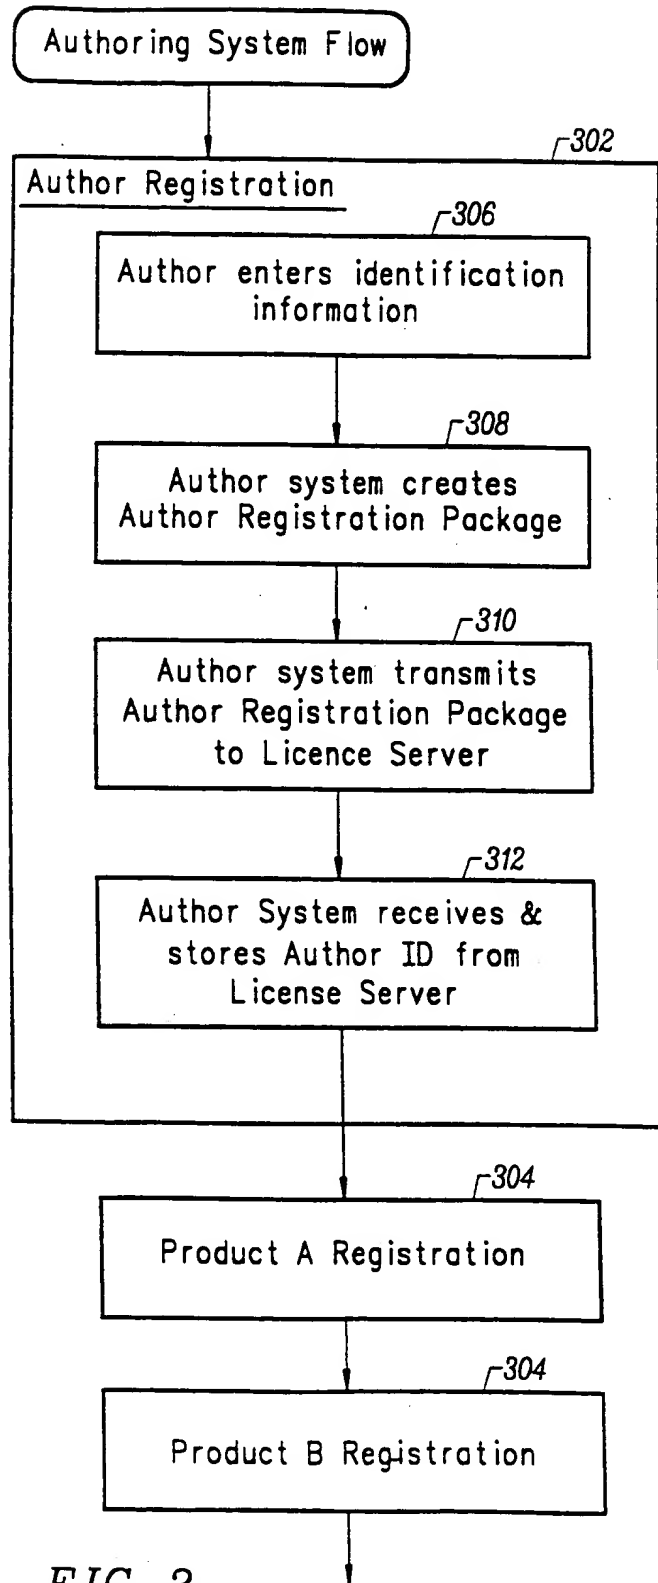 Authoring System Flow
302
Author Registration
306
Author enters identification
information
308
Author system creates
Author Registration Package
310
Author system transmits
Author Registration Package
to Licence Server
312
Author System receives &
stores Author ID from
License Server
304
Product A Registration
304
Product B Registration
FIG.